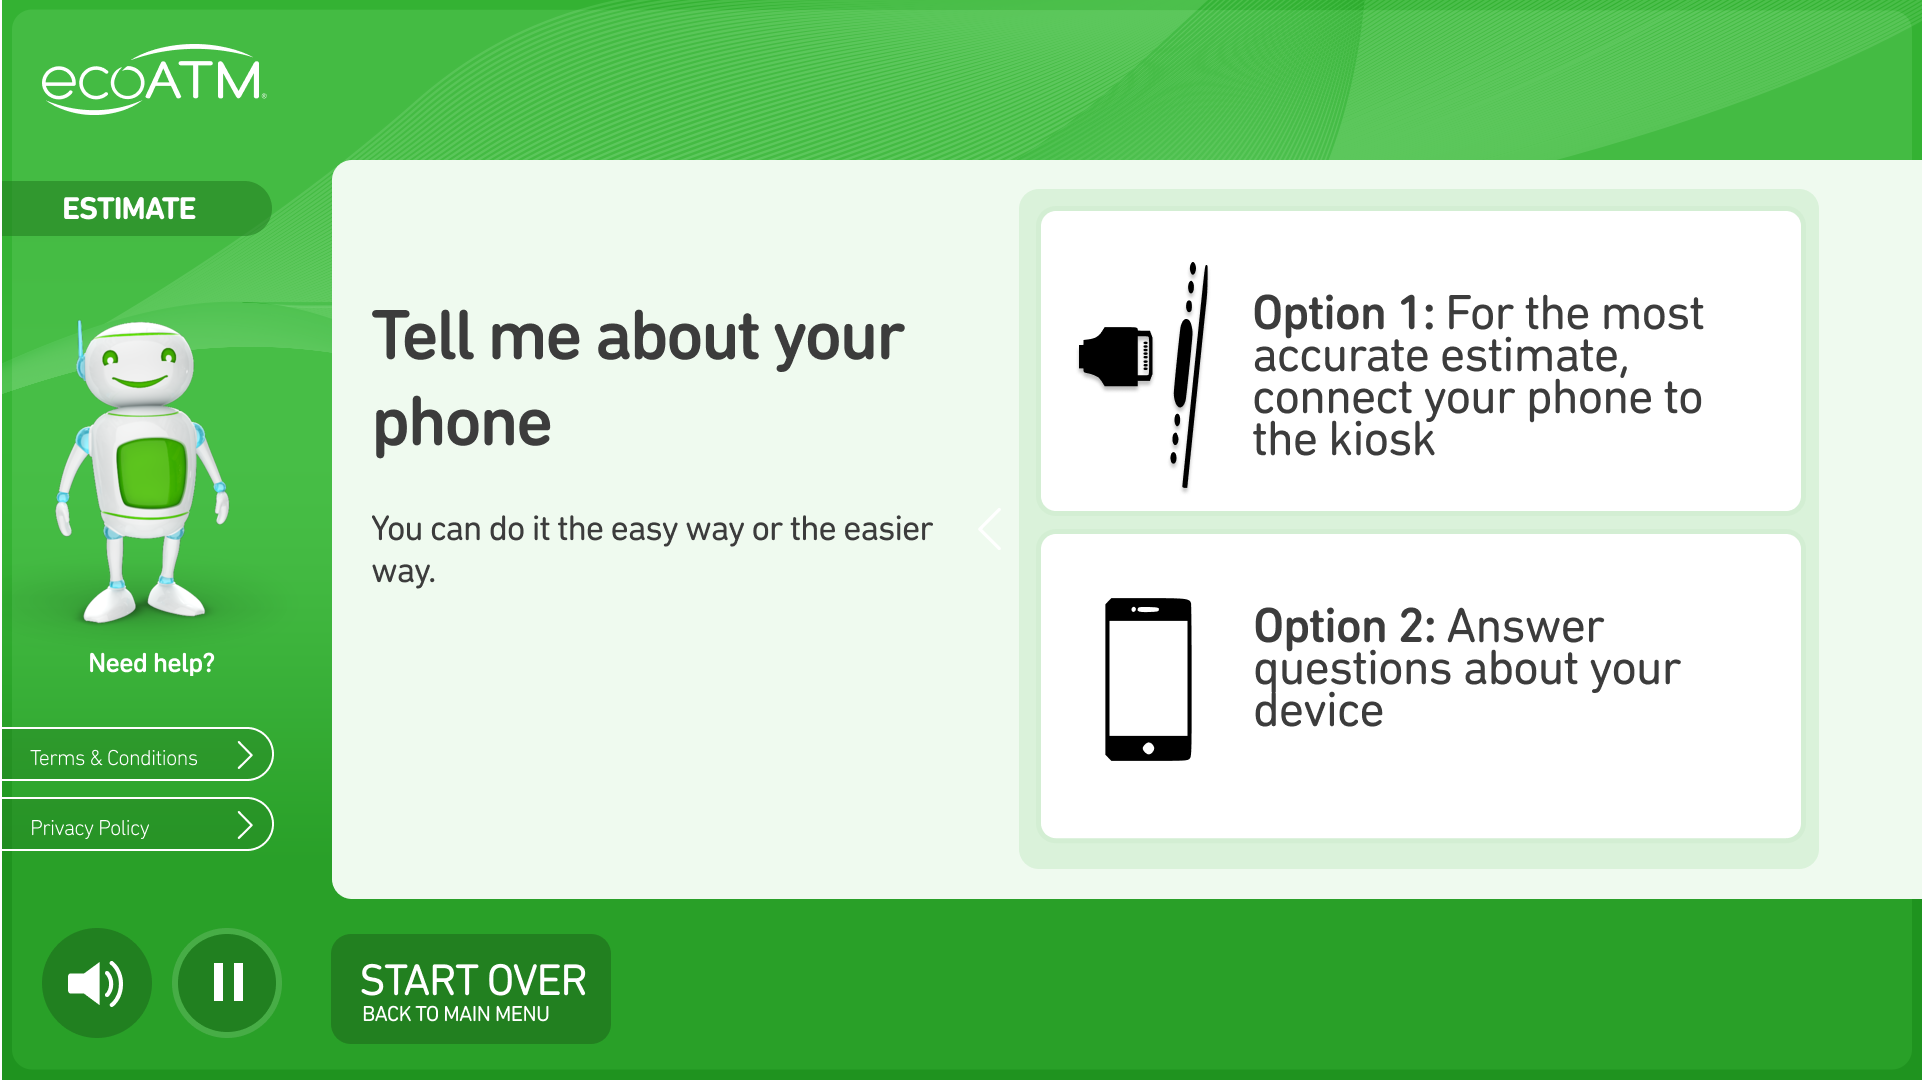 ecoATM®
ESTIMATE
Tell me about your
phone
You can do it the easy way or the easier
way.
Option 1: For the most
accurate estimate,
connect your phone to
the kiosk
Option 2: Answer
questions about your
device
Need help?
Terms & Conditions
Privacy Policy
START OVER
BACK TO MAIN MENU